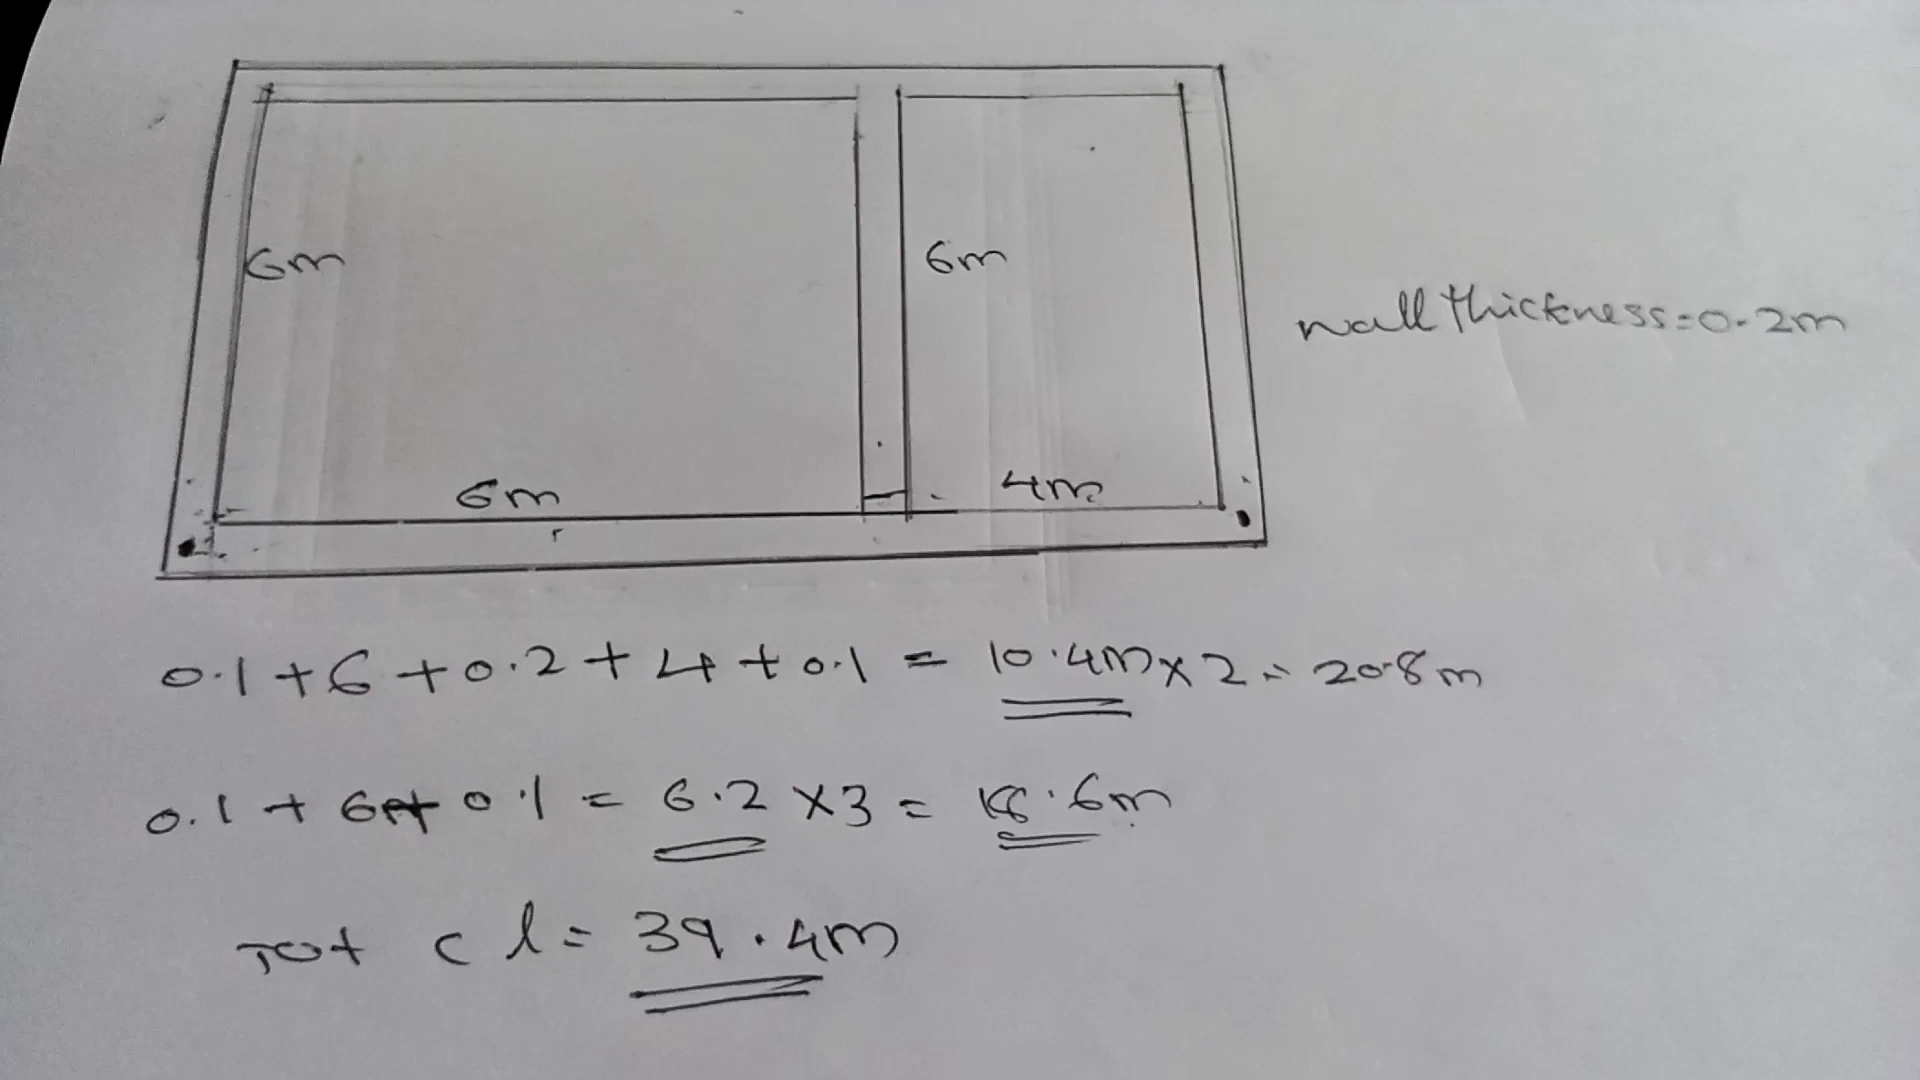 6m
6m
wall thickness=0.2m
6m
4m
0.1+6+0.2+4+0.1 = 10.4m×2 = 20.8m
0.1+6+0.1 = 6.2 ×3 = 18.6m
Tot c l = 39.4m